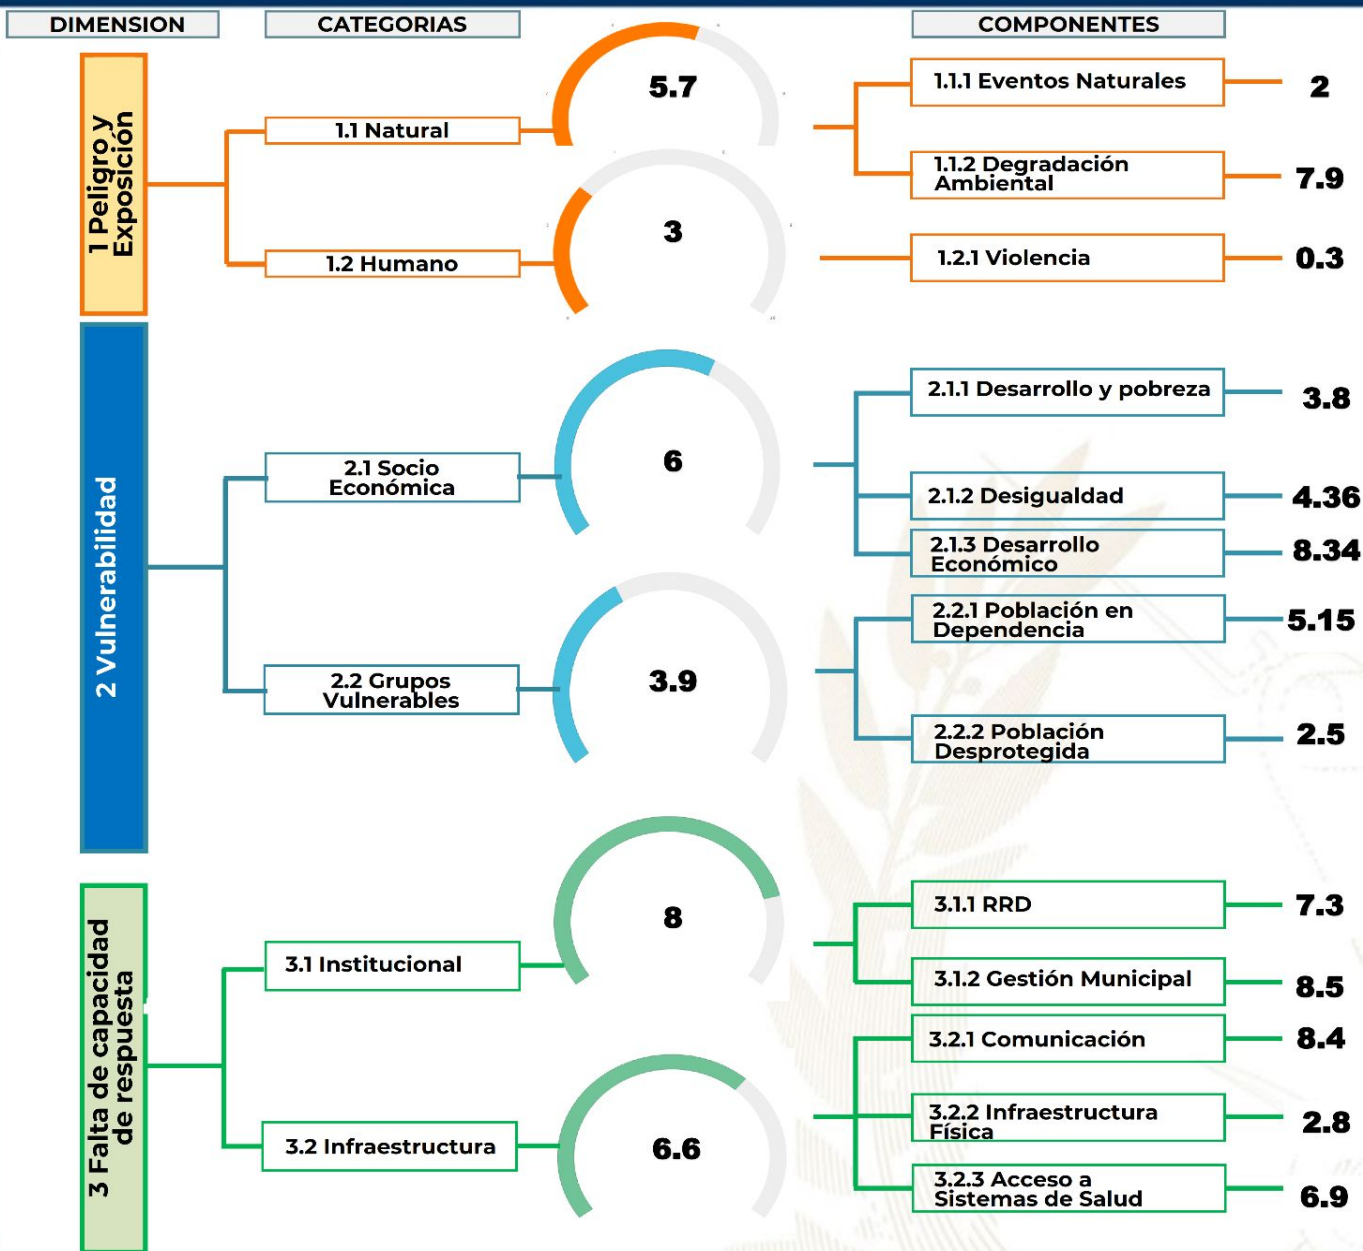 DIMENSION
CATEGORIAS
COMPONENTES
1 Peligro y
Exposición
1.1 Natural
5.7
1.1.1 Eventos Naturales
2
1.1.2 Degradación
Ambiental
7.9
1.2 Humano
3
1.2.1 Violencia
0.3
2 Vulnerabilidad
2.1 Socio
Económica
6
2.1.1 Desarrollo y pobreza
3.8
2.1.2 Desigualdad
4.36
2.1.3 Desarrollo
Económico
8.34
2.2 Grupos
Vulnerables
3.9
2.2.1 Población en
Dependencia
5.15
2.2.2 Población
Desprotegida
2.5
3 Falta de capacidad
de respuesta
3.1 Institucional
8
3.1.1 RRD
7.3
3.1.2 Gestión Municipal
8.5
3.2 Infraestructura
6.6
3.2.1 Comunicación
8.4
3.2.2 Infraestructura
Física
2.8
3.2.3 Acceso a
Sistemas de Salud
6.9